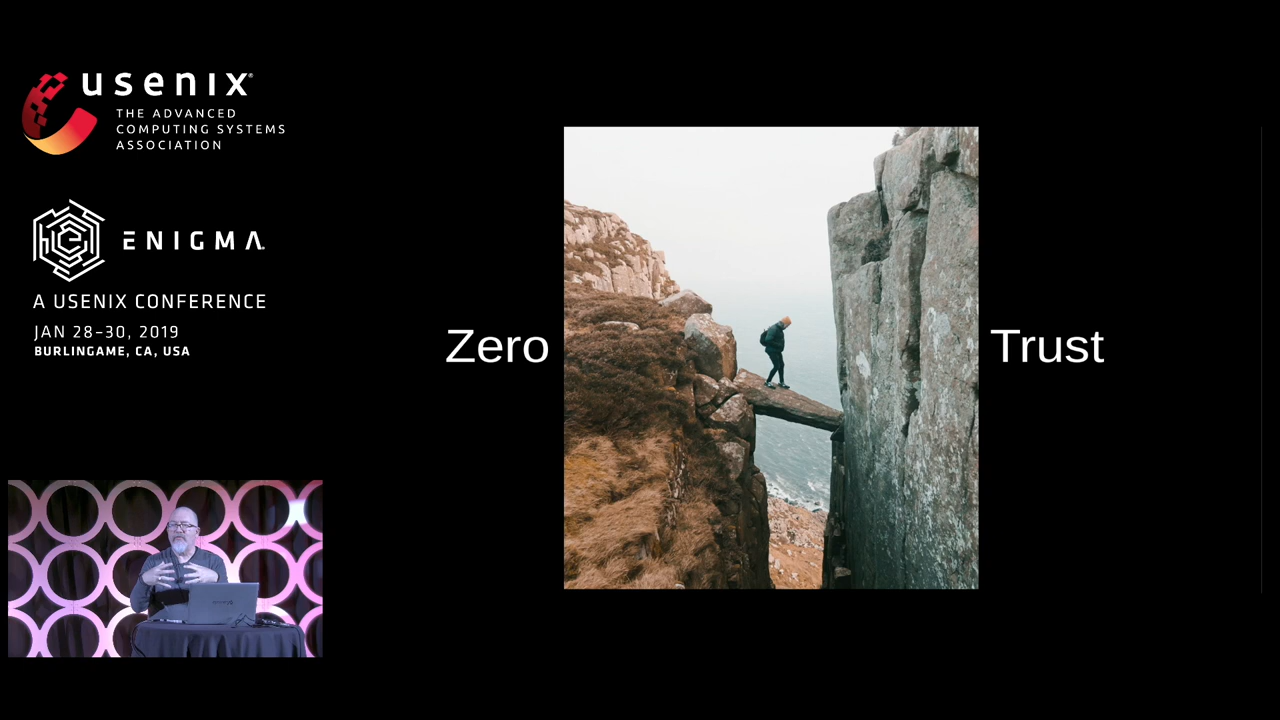 usenix®
THE ADVANCED
COMPUTING SYSTEMS
ASSOCIATION
ENIGMA
A USENIX CONFERENCE
JAN 28–30, 2019
BURLINGAME, CA, USA
Zero
Trust